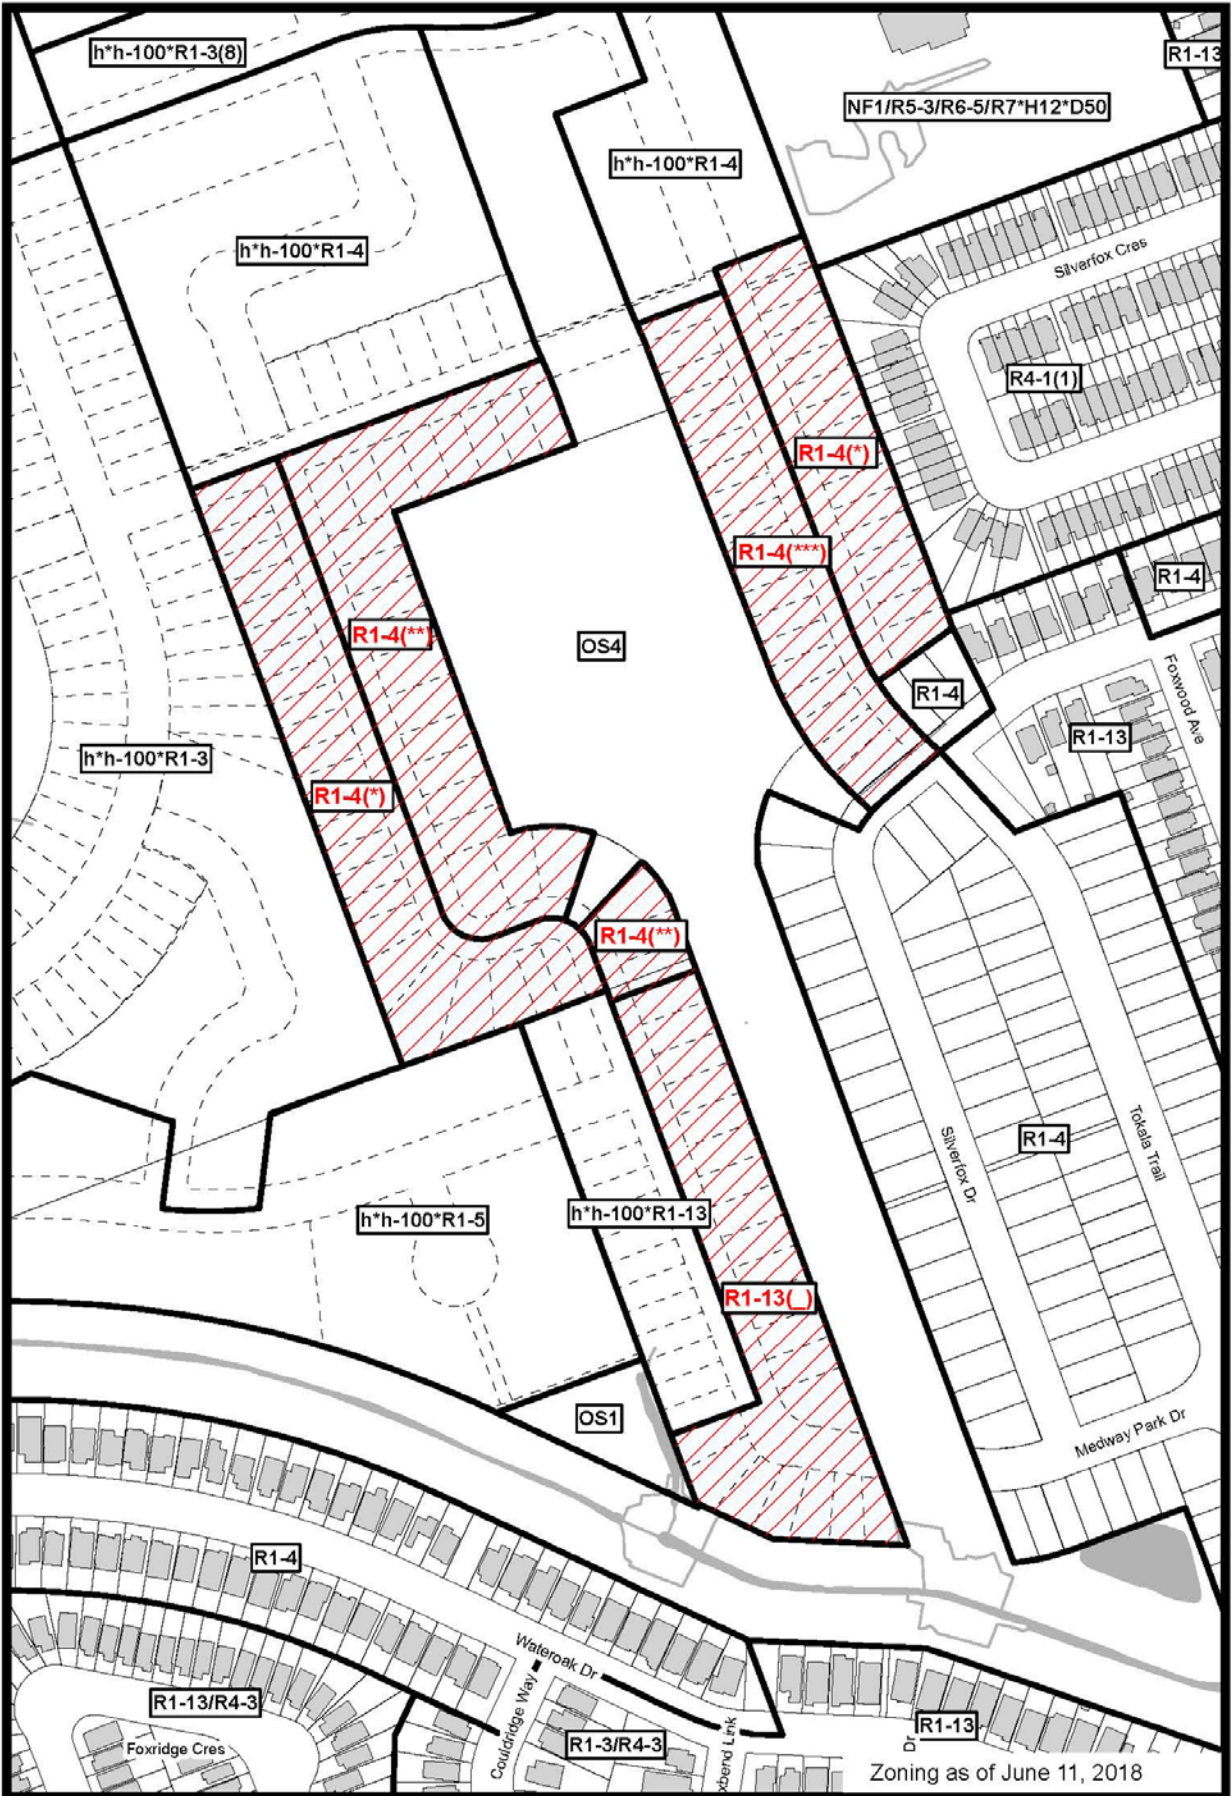 h*h-100*R1-3(8)
R1-13
NF1/R5-3/R6-5/R7*H12*D50
h*h-100*R1-4
h*h-100*R1-4
Silverfox Cres
R4-1(1)
R1-4(*)
R1-4(***)
R1-4
R1-4(**)
OS4
R1-4
Foxwood Ave
R1-13
h*h-100*R1-3
R1-4(*)
R1-4(**)
Silverfox Dr
R1-4
Tokala Trail
h*h-100*R1-5
h*h-100*R1-13
R1-13(_)
OS1
Medway Park Dr
R1-4
Wateroak Dr
Couldridge Way
R1-13/R4-3
Foxridge Cres
R1-3/R4-3
xbend Link
Dr
R1-13
Zoning as of June 11, 2018